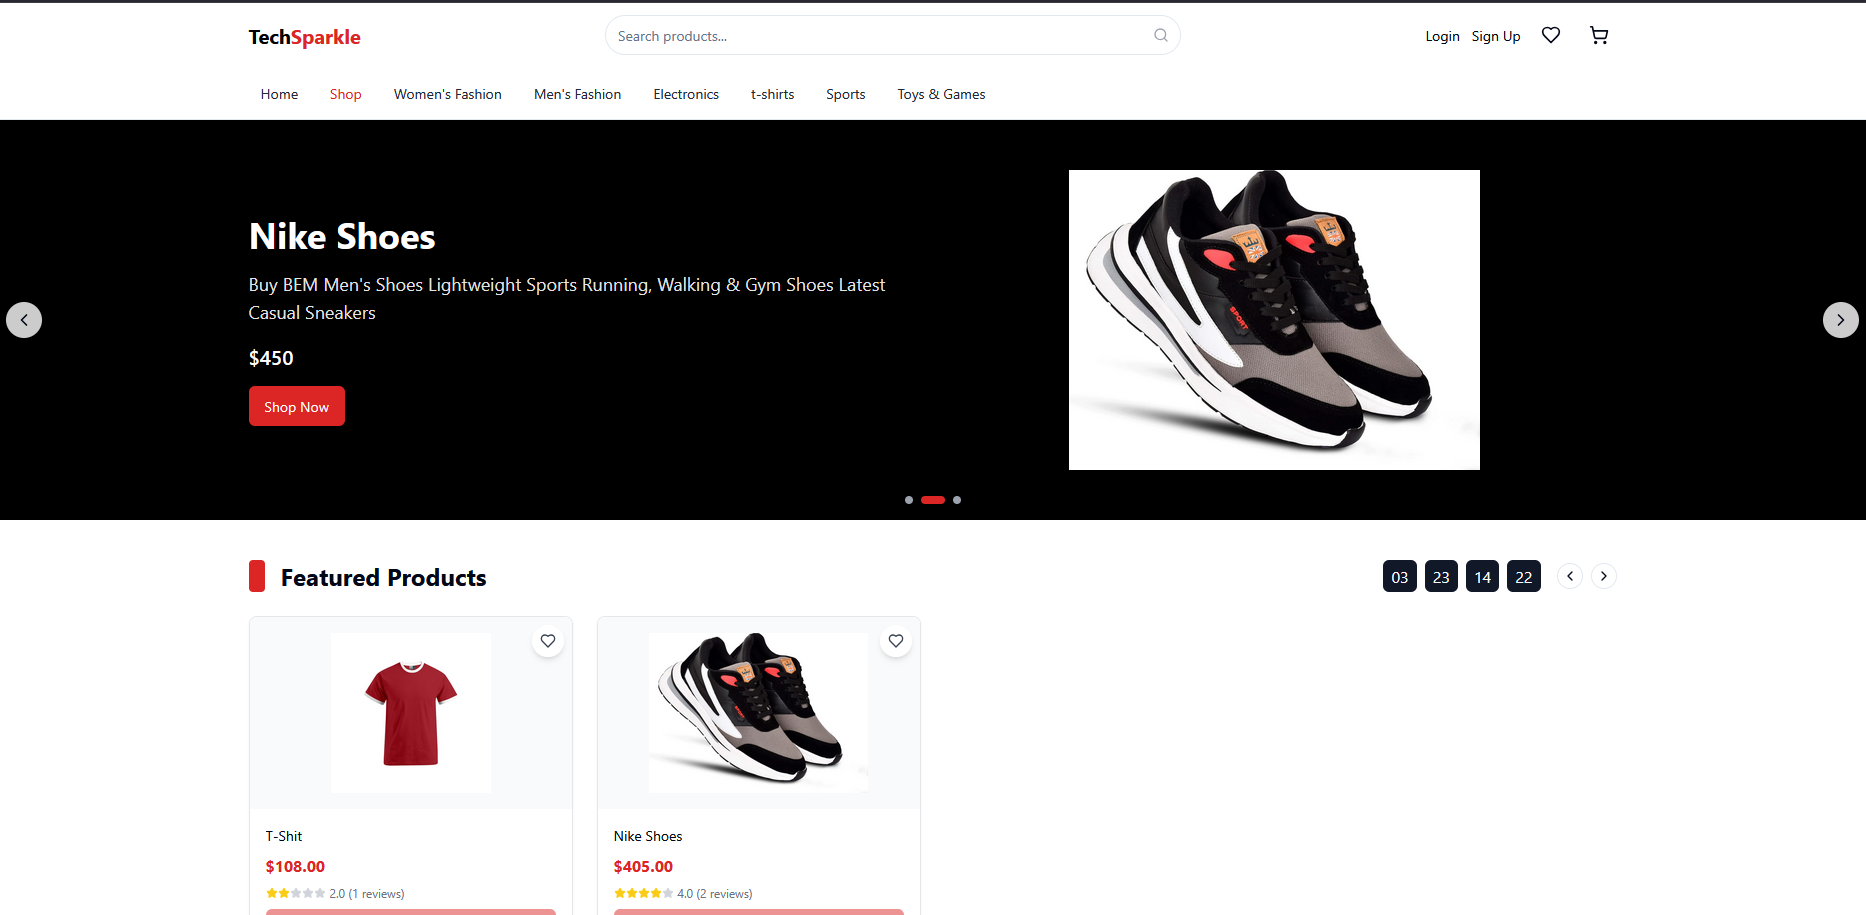 TechSparkle
Search products...
Login Sign Up
Home Shop Women's Fashion Men's Fashion Electronics t-shirts Sports Toys & Games
Nike Shoes
Buy BEM Men's Shoes Lightweight Sports Running, Walking & Gym Shoes Latest
Casual Sneakers
$450
Shop Now
SPORT
Featured Products
03 23 14 22
T-Shit
$108.00
2.0 (1 reviews)
Nike Shoes
$405.00
4.0 (2 reviews)